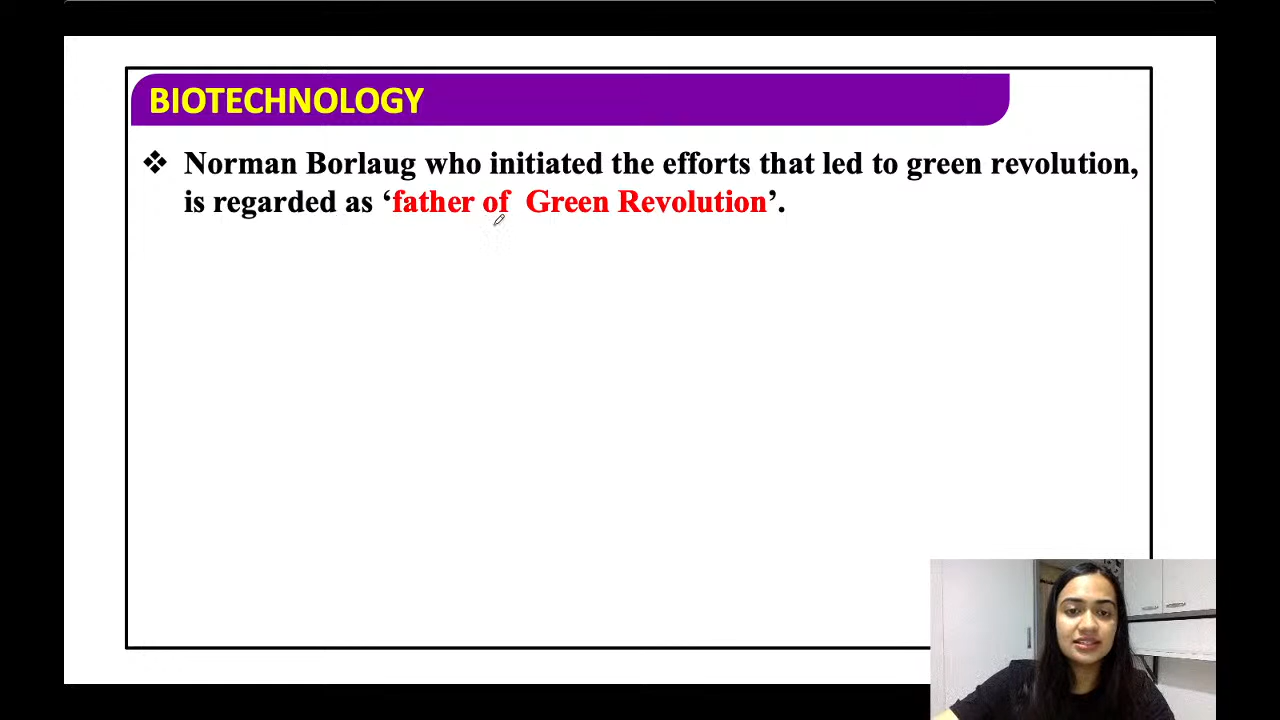 BIOTECHNOLOGY
❖ Norman Borlaug who initiated the efforts that led to green revolution,
is regarded as ‘father of Green Revolution’.